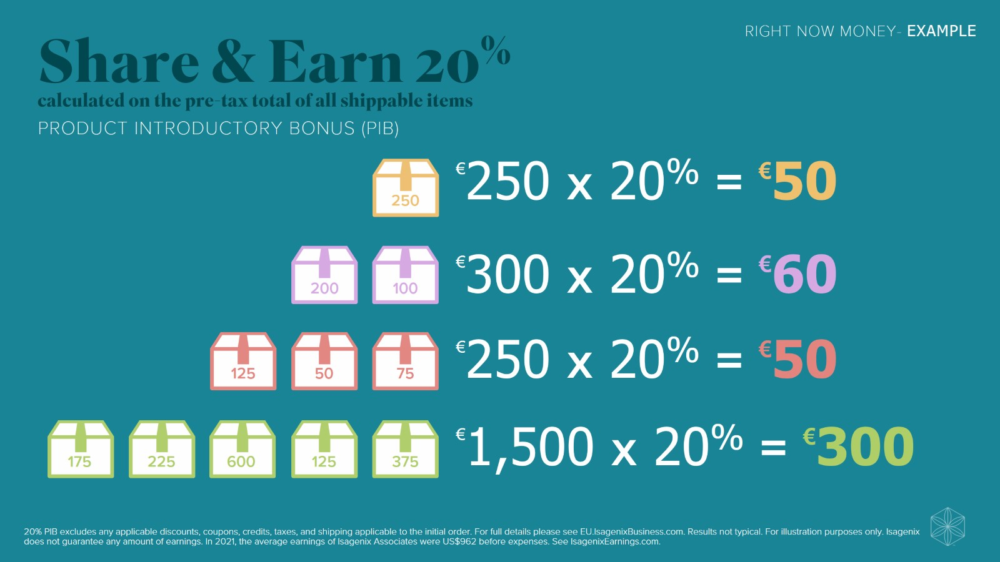 RIGHT NOW MONEY- EXAMPLE
Share & Earn 20%
calculated on the pre-tax total of all shippable items
PRODUCT INTRODUCTORY BONUS (PIB)
250 €250 x 20% = €50
200 100 €300 x 20% = €60
125 50 75 €250 x 20% = €50
175 225 600 125 375 €1,500 x 20% = €300
20% PIB excludes any applicable discounts, coupons, credits, taxes, and shipping applicable to the initial order. For full details please see EU.IsagenixBusiness.com. Results not typical. For illustration purposes only. Isagenix
does not guarantee any amount of earnings. In 2021, the average earnings of Isagenix Associates were US$962 before expenses. See IsagenixEarnings.com.